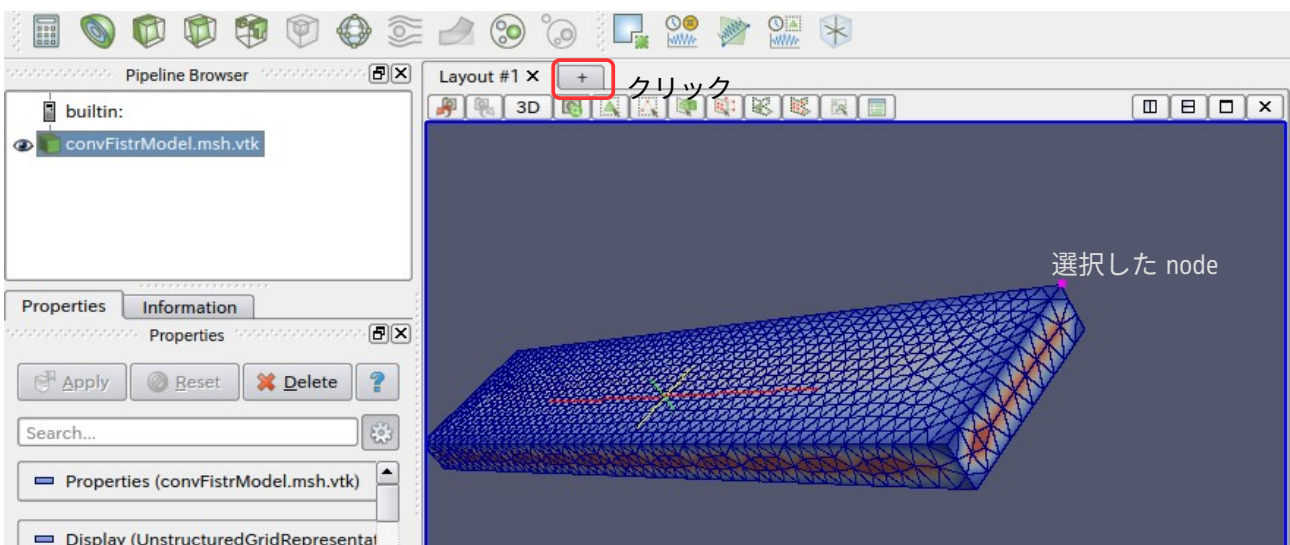 Pipeline Browser
builtin:
convFistrModel.msh.vtk
Properties
Information
Properties
Apply
Reset
Delete
?
Search...
Properties (convFistrModel.msh.vtk)
Display (UnstructuredGridRepresentat
Layout #1
+
クリック
3D
選択した node